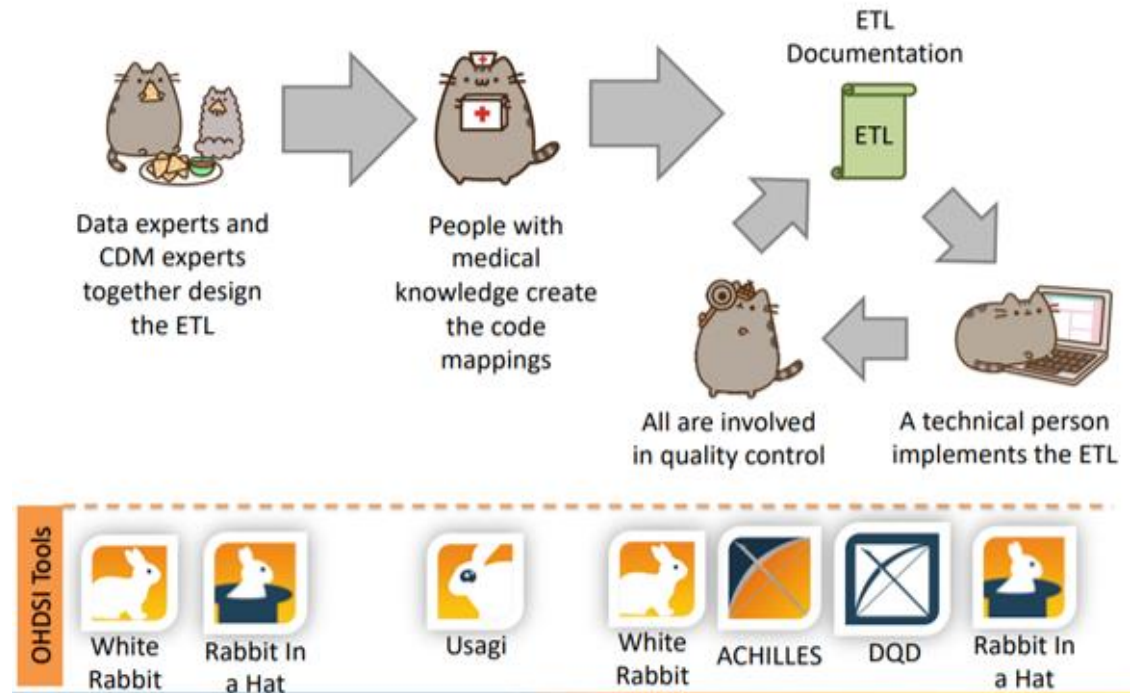 ETL
Documentation
ETL
Data experts and
CDM experts
together design
the ETL
People with
medical
knowledge create
the code
mappings
All are involved
in quality control
A technical person
implements the ETL
OHDSI Tools
White
Rabbit
Rabbit In
a Hat
Usagi
White
Rabbit
ACHILLES
DQD
Rabbit In
a Hat